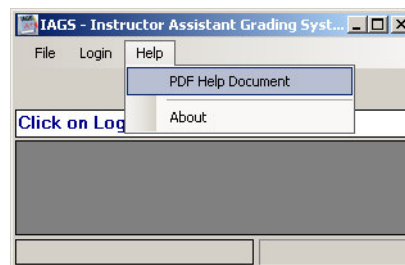 IAGS - Instructor Assistant Grading Syst...
File Login Help
PDF Help Document
About
Click on Log